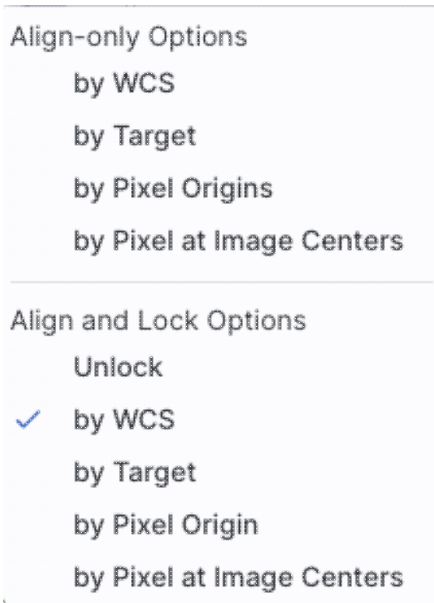 Align-only Options
by WCS
by Target
by Pixel Origins
by Pixel at Image Centers
Align and Lock Options
Unlock
by WCS
by Target
by Pixel Origin
by Pixel at Image Centers